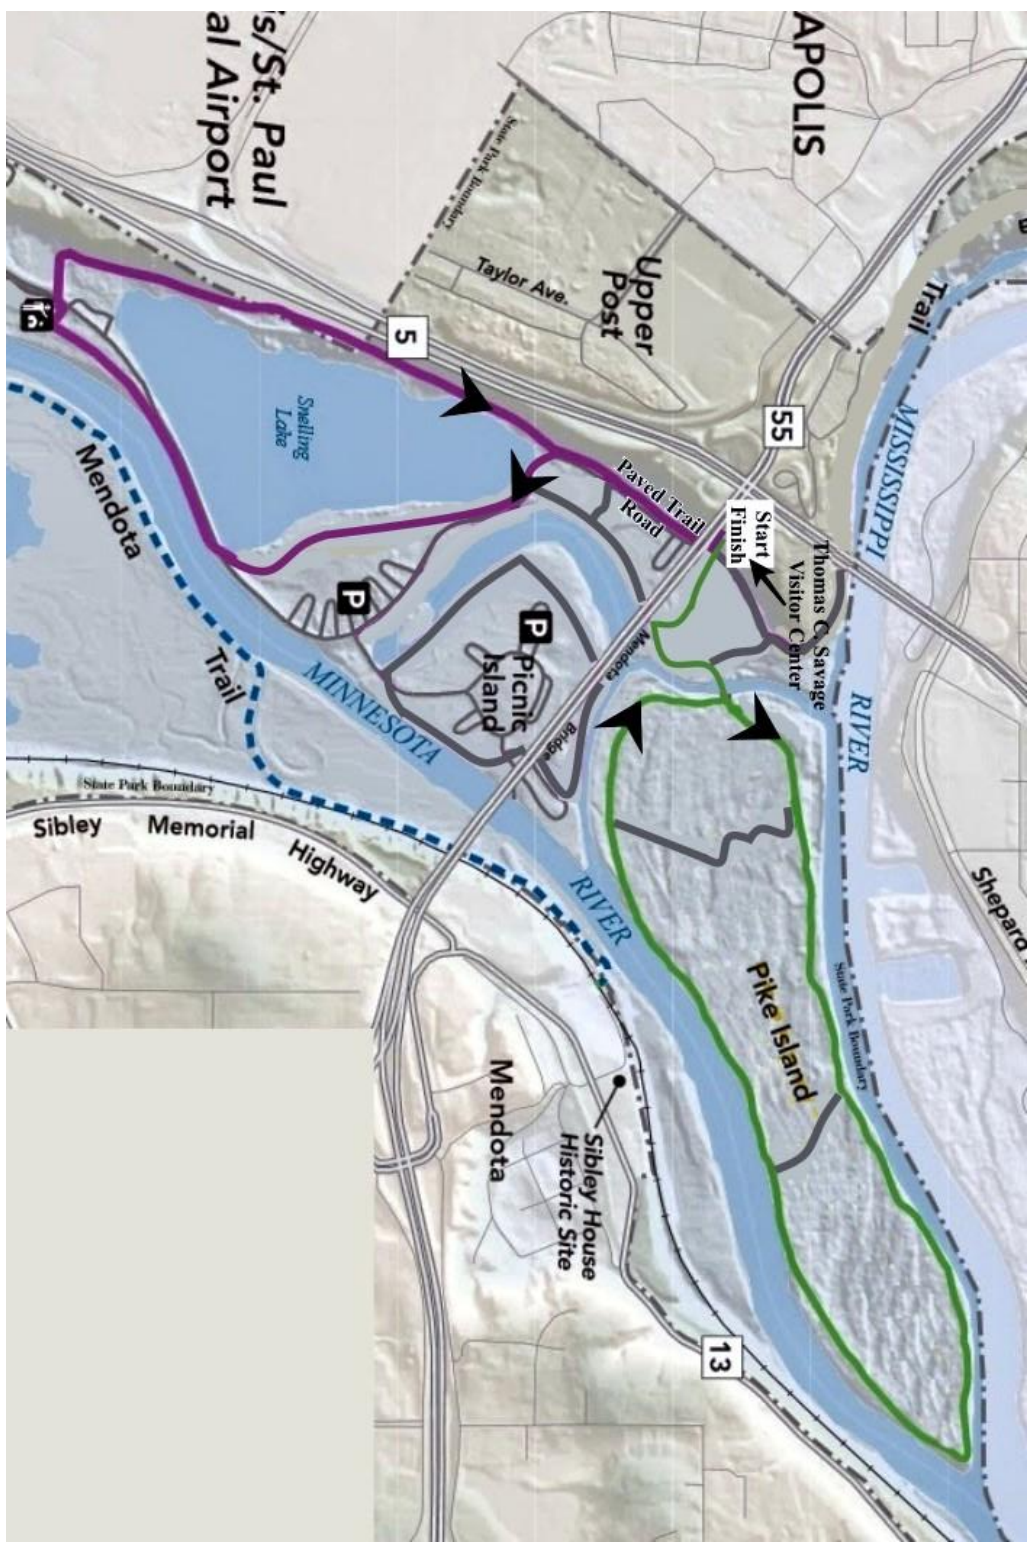 is/St. Paul
al Airport
APOLIS
State Park Boundary
Taylor Ave.
Upper
Post
Trail
5
55
MISSISSIPPI
RIVER
Snelling
Lake
Paved Trail
Road
Start
Finish
Thomas C. Savage
Visitor Center
Mendota
Trail
P
P
Picnic
Island
Mendota
Bridge
MINNESOTA
RIVER
State Park Boundary
Sibley Memorial Highway
Shepard
Pike Island
State Park Boundary
Mendota
Sibley House
Historic Site
13